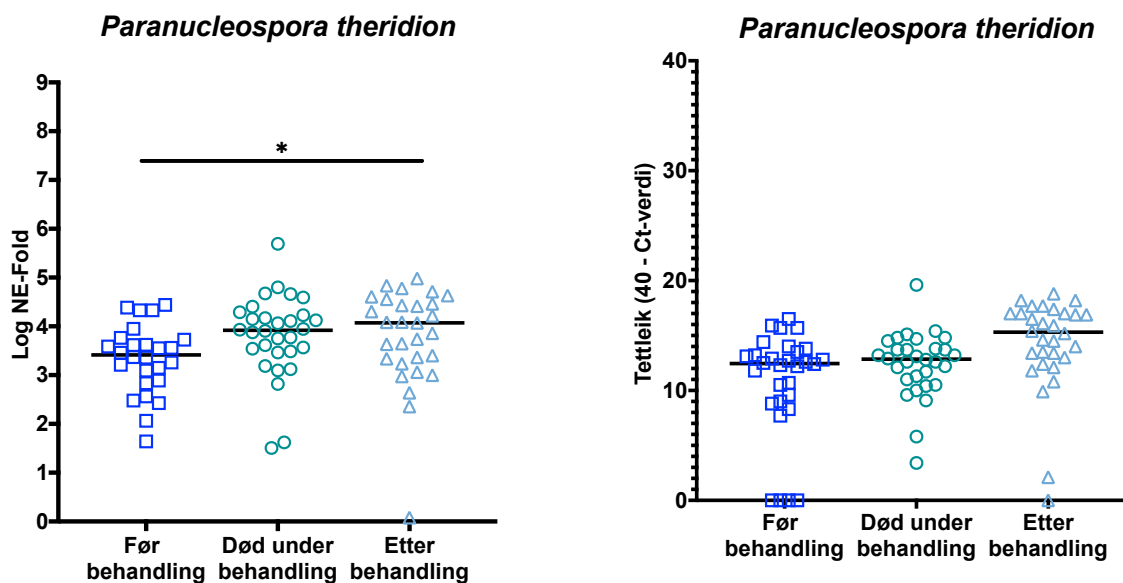 Paranucleospora theridion
Log NE-Fold
9
8
7
6
5
4
3
2
1
0
*
Før
behandling
Død under
behandling
Etter
behandling
Paranucleospora theridion
Tettleik (40 - Ct-verdi)
40
30
20
10
0
Før
behandling
Død under
behandling
Etter
behandling